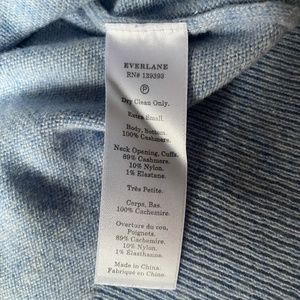 EVERLANE
RN# 139393
P
Dry Clean Only.
Extra Small.
Body, Bottom.
100% Cashmere.
Neck Opening, Cuffs.
89% Cashmere.
10% Nylon.
1% Elastane.
Très Petite.
Corps, Bas.
100% Cachemire.
Overture du cou,
Poignets.
89% Cachemire.
10% Nylon.
1% Elasthanne.
Made in China.
Fabriqué en China.